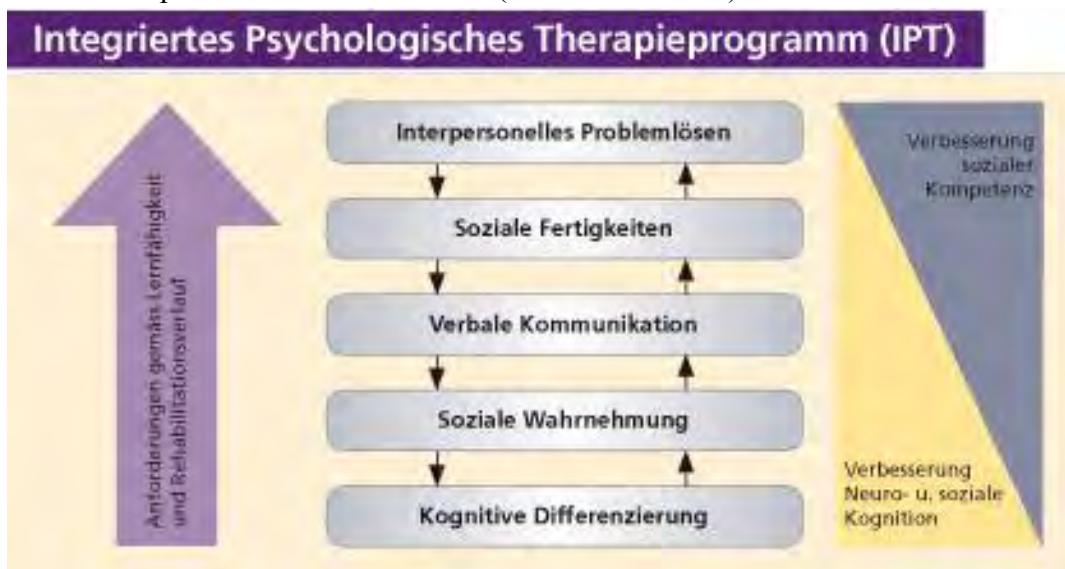 Integriertes Psychologisches Therapieprogramm (IPT)
Anforderungen gemäss Lernfähigkeit
und Rehabilitationsverlauf
Interpersonelles Problemlösen
Soziale Fertigkeiten
Verbale Kommunikation
Soziale Wahrnehmung
Kognitive Differenzierung
Verbesserung
sozialer
Kompetenz
Verbesserung
Neuro- u. soziale
Kognition